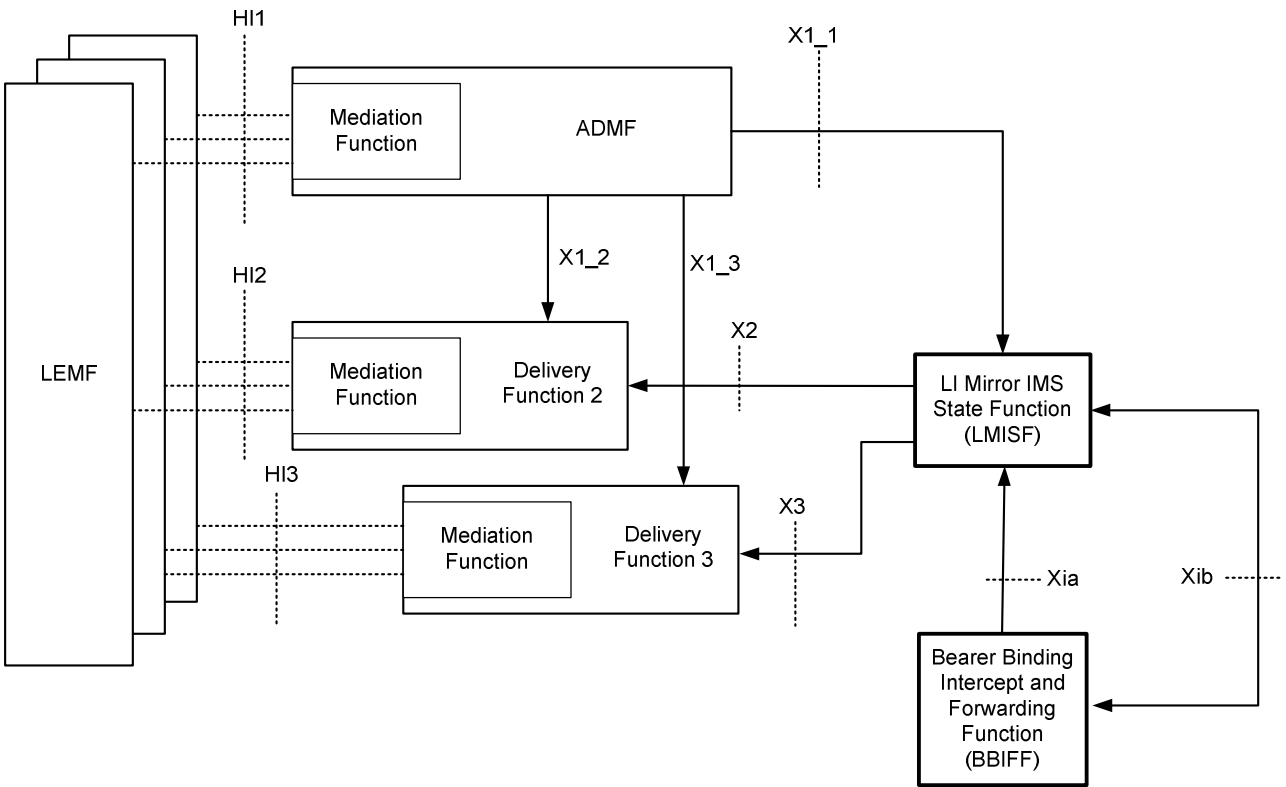 HI1
X1_1
Mediation
Function
ADMF
X1_2
X1_3
HI2
X2
LEMF
Mediation
Function
Delivery
Function 2
LI Mirror IMS
State Function
(LMISF)
HI3
X3
Mediation
Function
Delivery
Function 3
Xia
Xib
Bearer Binding
Intercept and
Forwarding
Function
(BBIFF)